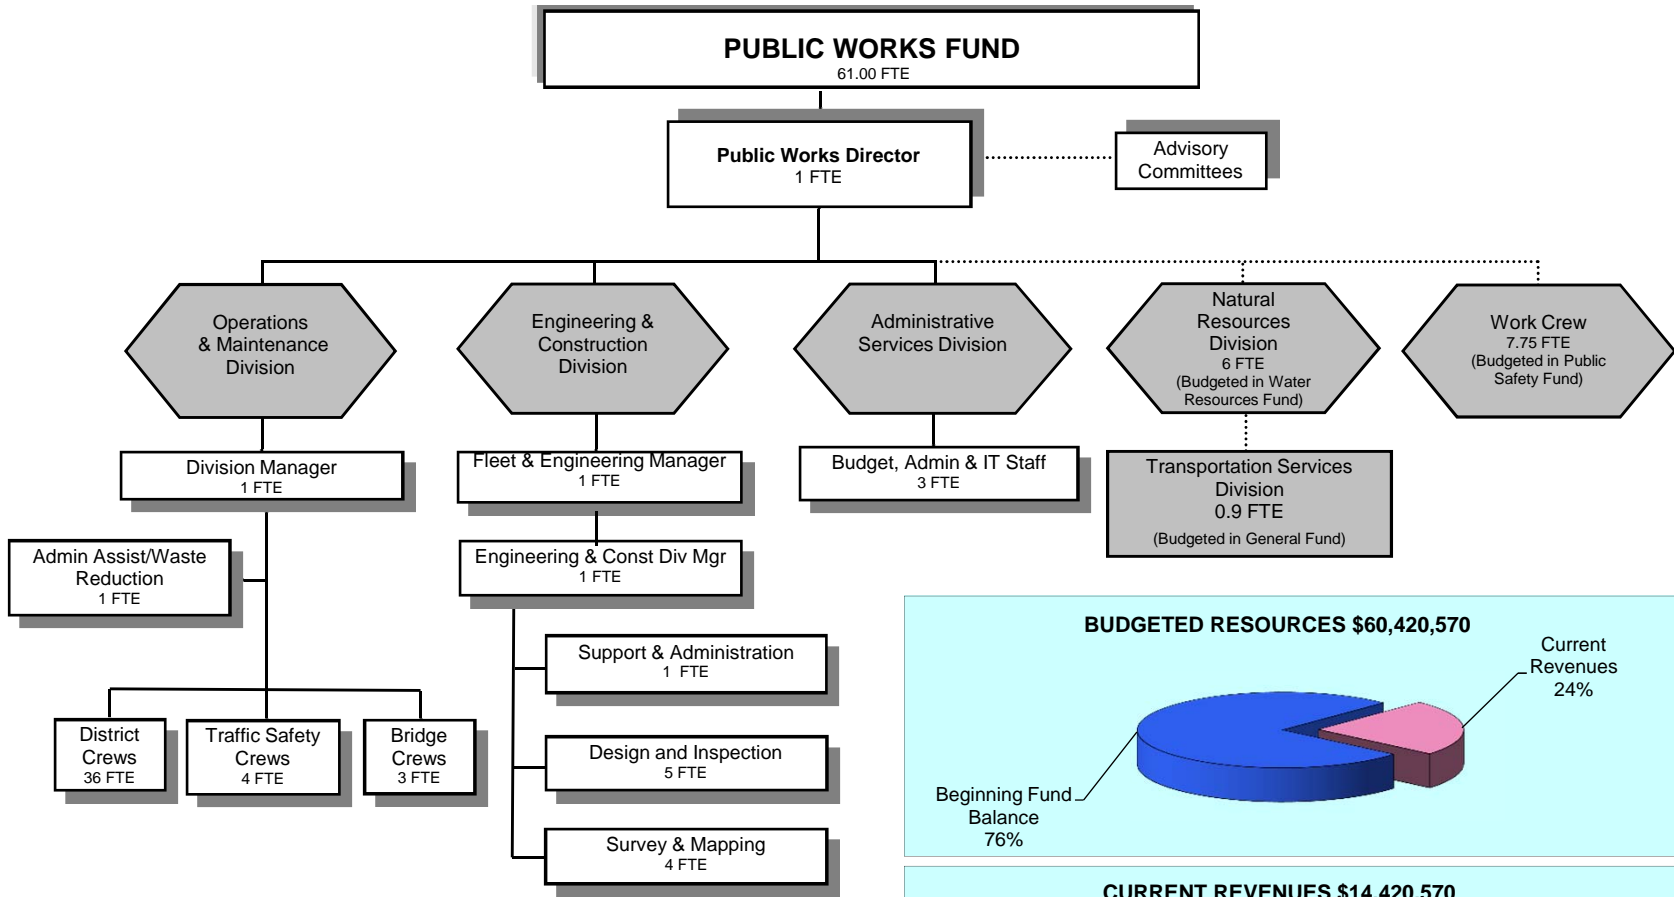 PUBLIC WORKS FUND
61.00 FTE
Public Works Director
1 FTE
Advisory
Committees
Operations
& Maintenance
Division
Engineering &
Construction
Division
Administrative
Services Division
Natural
Resources
Division
6 FTE
(Budgeted in Water
Resources Fund)
Work Crew
7.75 FTE
(Budgeted in Public
Safety Fund)
Division Manager
1 FTE
Fleet & Engineering Manager
1 FTE
Budget, Admin & IT Staff
3 FTE
Transportation Services
Division
0.9 FTE
(Budgeted in General Fund)
Admin Assist/Waste
Reduction
1 FTE
Engineering & Const Div Mgr
1 FTE
Support & Administration
1 FTE
District
Crews
36 FTE
Traffic Safety
Crews
4 FTE
Bridge
Crews
3 FTE
Design and Inspection
5 FTE
Survey & Mapping
4 FTE
BUDGETED RESOURCES $60,420,570
Current
Revenues
24%
Beginning Fund
Balance
76%
CURRENT REVENUES $14,420,570